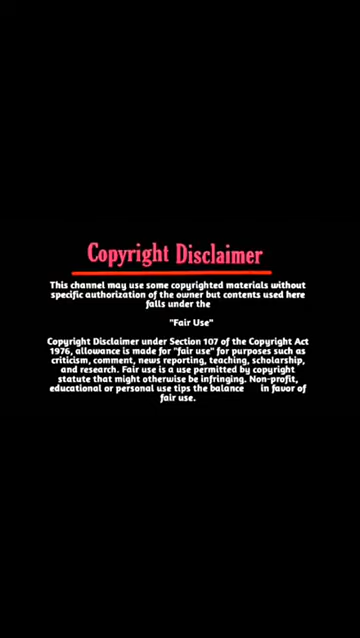 Copyright Disclaimer
This channel may use some copyrighted materials without
specific authorization of the owner but contents used here
falls under the
"Fair Use"
Copyright Disclaimer under Section 107 of the Copyright Act
1976, allowance is made for "fair use" for purposes such as
criticism, comment, news reporting, teaching, scholarship,
and research. Fair use is a use permitted by copyright
statute that might otherwise be infringing. Non-profit,
educational or personal use tips the balance in favor of
fair use.